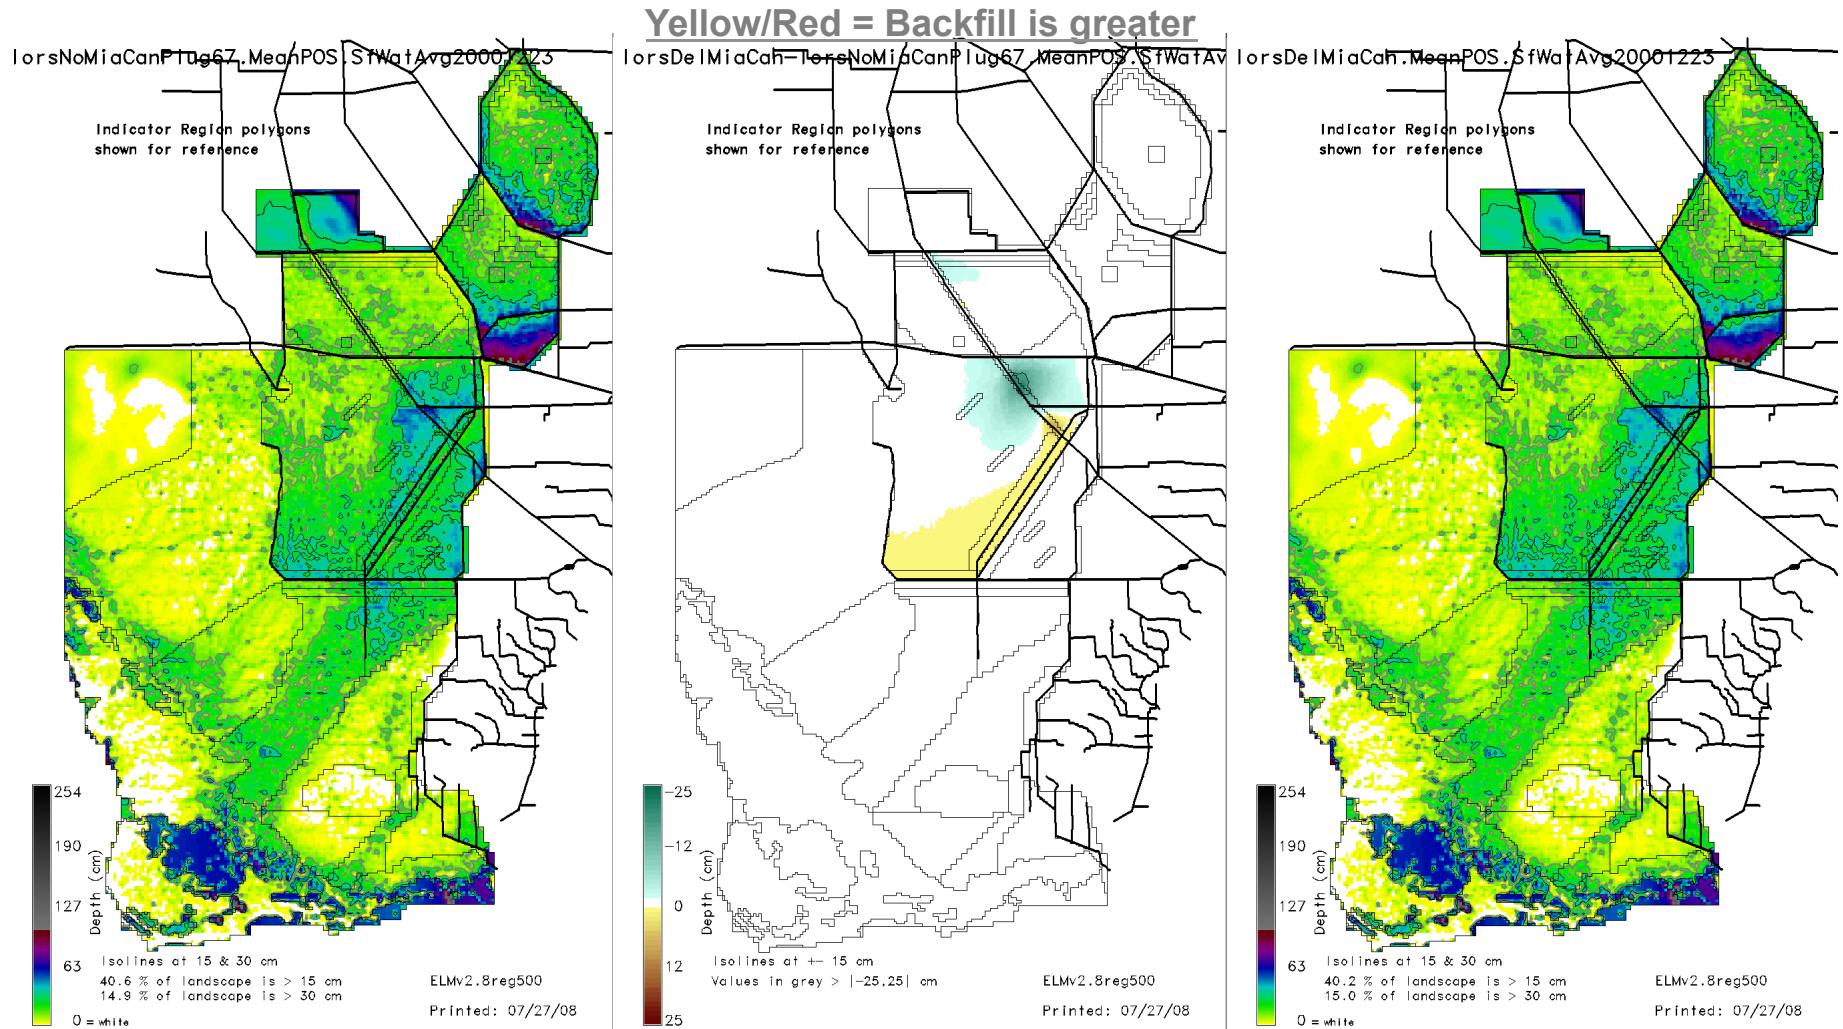 Yellow/Red = Backfill is greater
lorsNoMiaCanPlug67.MeanPOS.SfWatAvg20001223
lorsDelMiaCan-lorsNoMiaCanPlug67.MeanPOS.SfWatAv
lorsDelMiaCan.MeanPOS.SfWatAvg20001223
Indicator Region polygons
shown for reference
Indicator Region polygons
shown for reference
Indicator Region polygons
shown for reference
254
190
127
63
0 = white
Depth (cm)
Isolines at 15 & 30 cm
40.6 % of landscape is > 15 cm
14.9 % of landscape is > 30 cm
ELMv2.8reg500
Printed: 07/27/08
-25
-12
0
12
25
Depth (cm)
Isolines at +- 15 cm
Values in grey > |-25,25| cm
ELMv2.8reg500
Printed: 07/27/08
254
190
127
63
0 = white
Depth (cm)
Isolines at 15 & 30 cm
40.2 % of landscape is > 15 cm
15.0 % of landscape is > 30 cm
ELMv2.8reg500
Printed: 07/27/08